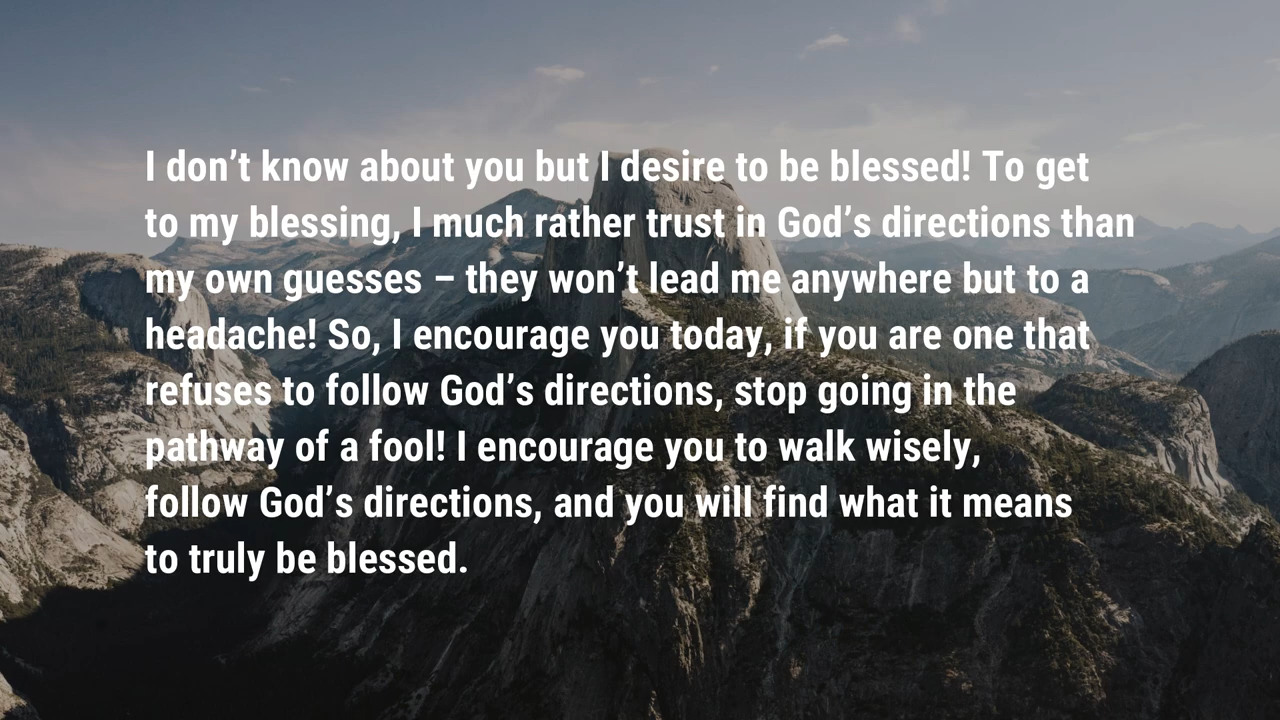 I don’t know about you but I desire to be blessed! To get
to my blessing, I much rather trust in God’s directions than
my own guesses – they won’t lead me anywhere but to a
headache! So, I encourage you today, if you are one that
refuses to follow God’s directions, stop going in the
pathway of a fool! I encourage you to walk wisely,
follow God’s directions, and you will find what it means
to truly be blessed.